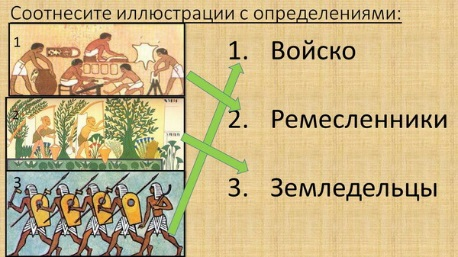 Соотнесите иллюстрации с определениями:
1
2
3
1. Войско
2. Ремесленники
3. Земледельцы